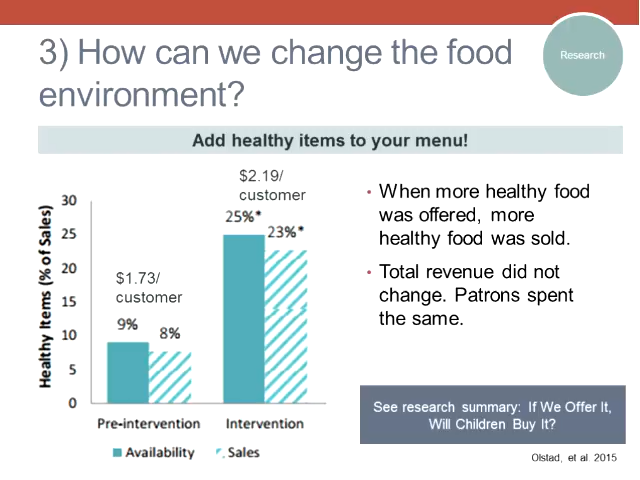 3) How can we change the food
environment?
Research
Add healthy items to your menu!
Healthy Items (% of Sales)
30
25
20
15
10
5
0
$1.73/
customer
9%
8%
$2.19/
customer
25%*
23%*
Pre-intervention
Intervention
Availability
Sales
• When more healthy food
was offered, more
healthy food was sold.
• Total revenue did not
change. Patrons spent
the same.
See research summary: If We Offer It,
Will Children Buy It?
Olstad, et al 2015